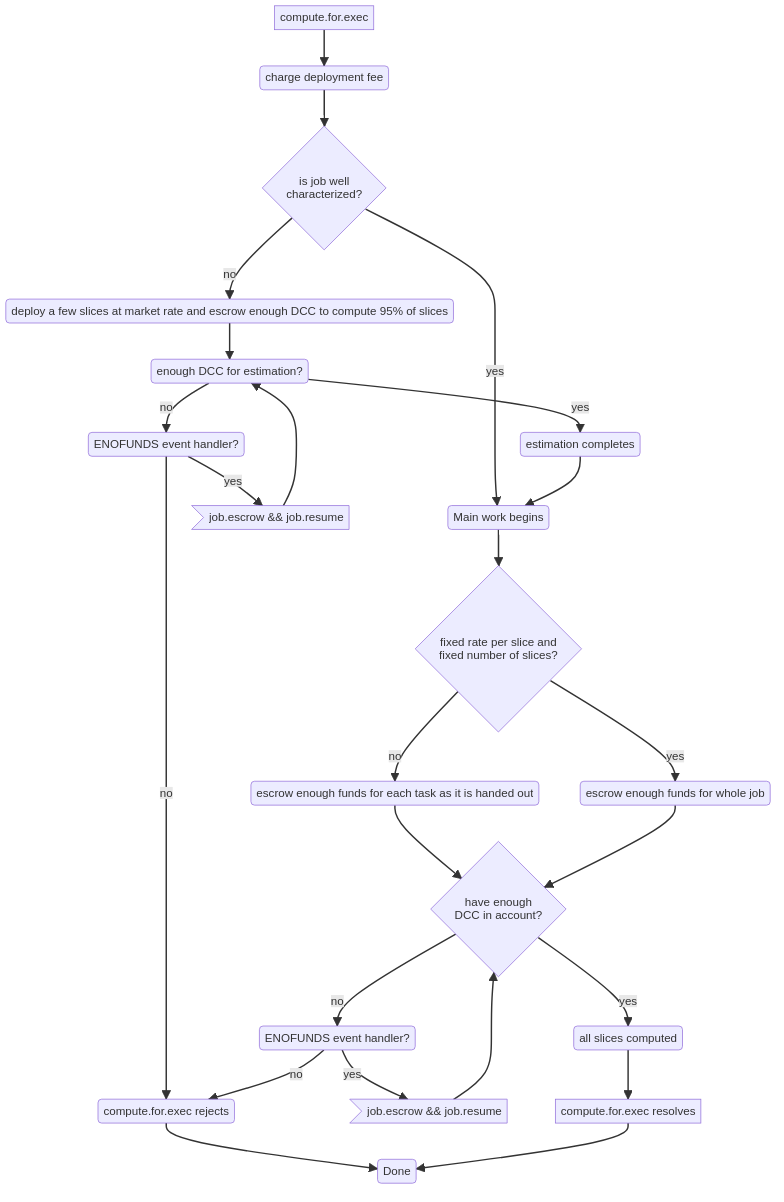 compute.for.exec
charge deployment fee
is job well
characterized?
no
deploy a few slices at market rate and escrow enough DCC to compute 95% of slices
enough DCC for estimation?
yes
no
yes
ENOFUNDS event handler?
estimation completes
yes
job.escrow && job.resume
Main work begins
fixed rate per slice and
fixed number of slices?
no
yes
no
escrow enough funds for each task as it is handed out
escrow enough funds for whole job
have enough
DCC in account?
no
yes
ENOFUNDS event handler?
all slices computed
no
yes
compute.for.exec rejects
job.escrow && job.resume
compute.for.exec resolves
Done